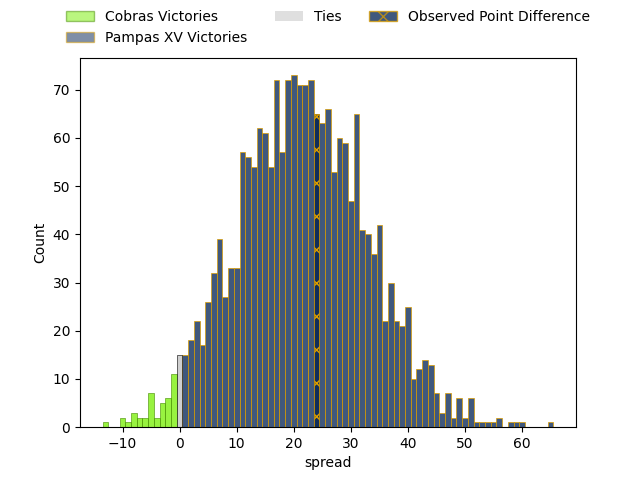 Cobras Victories
Ties
Observed Point Difference
Pampas XV Victories
70
60
50
40
30
20
10
0
Count
−10
0
10
20
30
40
50
60
spread